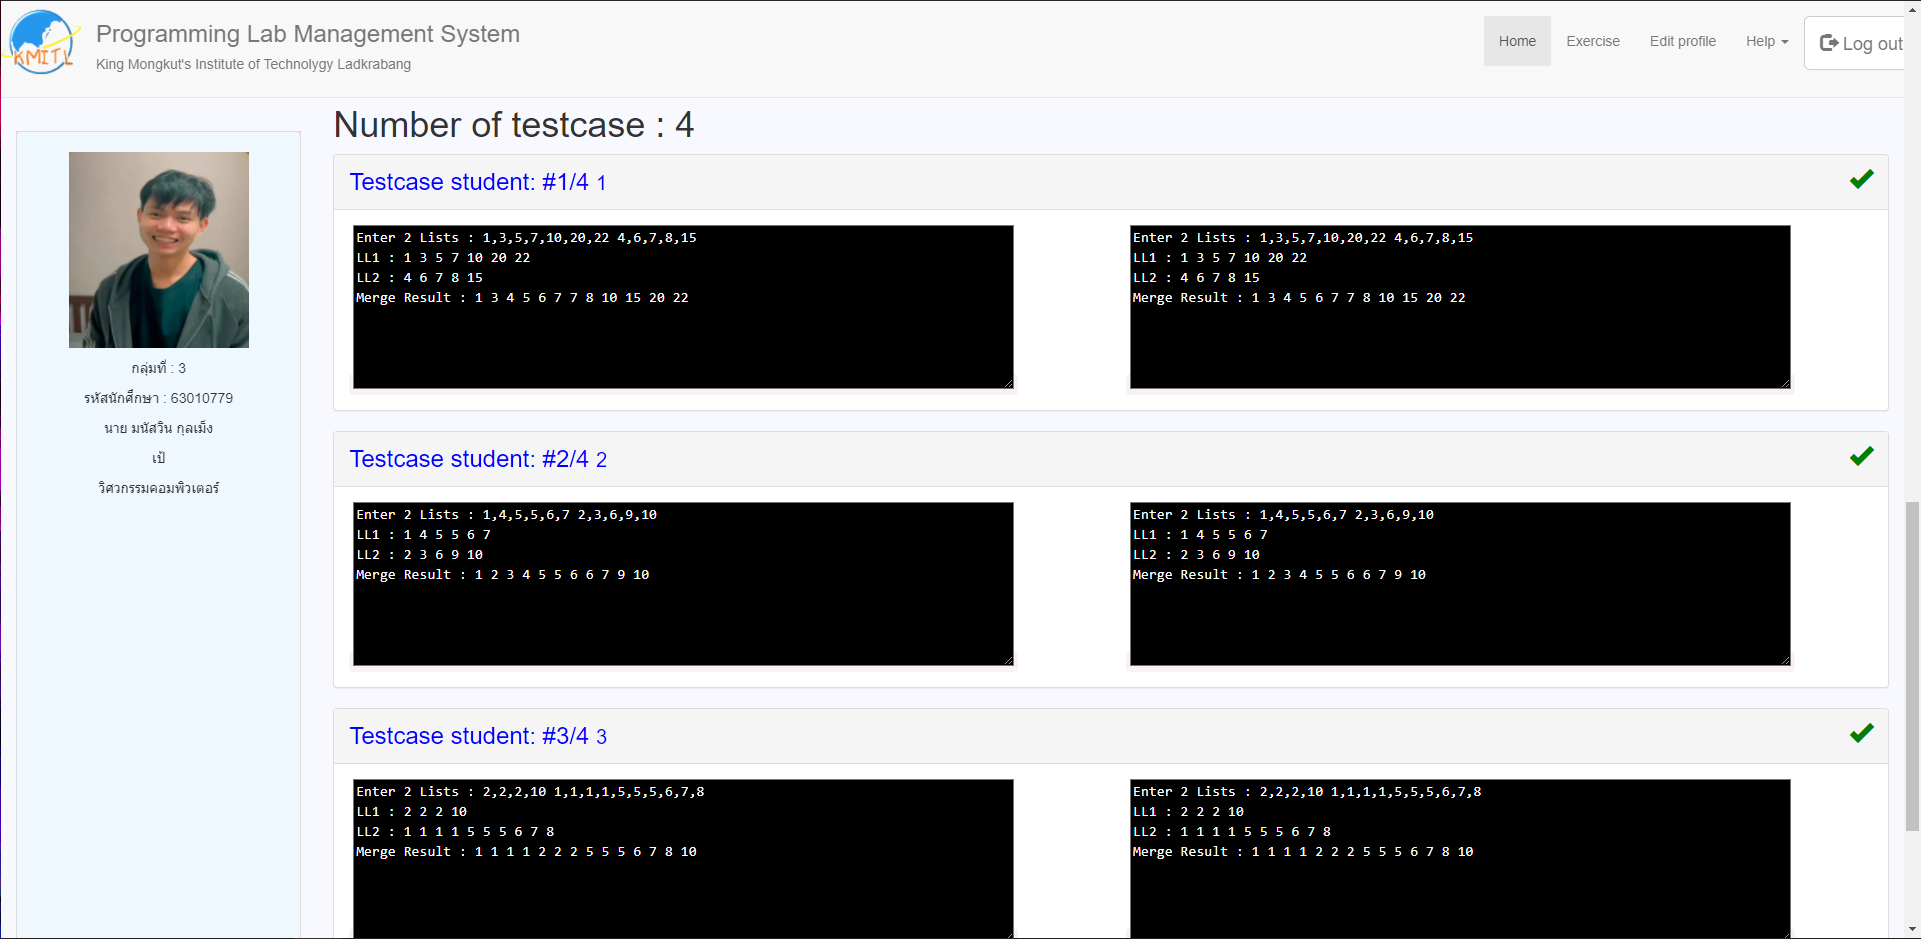 KMITL
Programming Lab Management System
King Mongkut's Institute of Technolygy Ladkrabang
Home
Exercise
Edit profile
Help
Log out
กลุ่มที่ : 3
รหัสนักศึกษา : 63010779
นาย มนัสวิน กุลเม็ง
เป้
วิศวกรรมคอมพิวเตอร์
Number of testcase : 4
Testcase student: #1/4 1
Enter 2 Lists : 1,3,5,7,10,20,22 4,6,7,8,15
LL1 : 1 3 5 7 10 20 22
LL2 : 4 6 7 8 15
Merge Result : 1 3 4 5 6 7 7 8 10 15 20 22
Enter 2 Lists : 1,3,5,7,10,20,22 4,6,7,8,15
LL1 : 1 3 5 7 10 20 22
LL2 : 4 6 7 8 15
Merge Result : 1 3 4 5 6 7 7 8 10 15 20 22
Testcase student: #2/4 2
Enter 2 Lists : 1,4,5,5,6,7 2,3,6,9,10
LL1 : 1 4 5 5 6 7
LL2 : 2 3 6 9 10
Merge Result : 1 2 3 4 5 5 6 6 7 9 10
Enter 2 Lists : 1,4,5,5,6,7 2,3,6,9,10
LL1 : 1 4 5 5 6 7
LL2 : 2 3 6 9 10
Merge Result : 1 2 3 4 5 5 6 6 7 9 10
Testcase student: #3/4 3
Enter 2 Lists : 2,2,2,10 1,1,1,1,5,5,5,6,7,8
LL1 : 2 2 2 10
LL2 : 1 1 1 1 5 5 5 6 7 8
Merge Result : 1 1 1 1 2 2 2 5 5 5 6 7 8 10
Enter 2 Lists : 2,2,2,10 1,1,1,1,5,5,5,6,7,8
LL1 : 2 2 2 10
LL2 : 1 1 1 1 5 5 5 6 7 8
Merge Result : 1 1 1 1 2 2 2 5 5 5 6 7 8 10